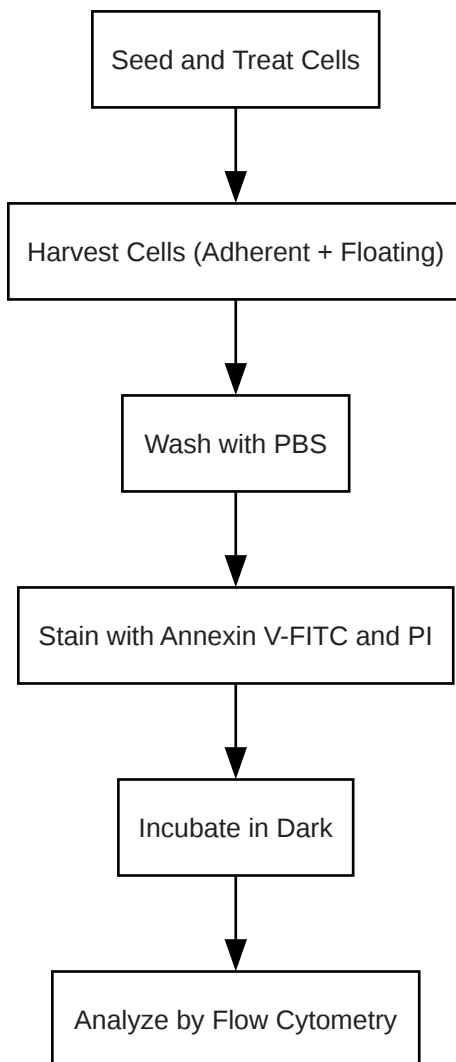 Seed and Treat Cells
Harvest Cells (Adherent + Floating)
Wash with PBS
Stain with Annexin V-FITC and PI
Incubate in Dark
Analyze by Flow Cytometry